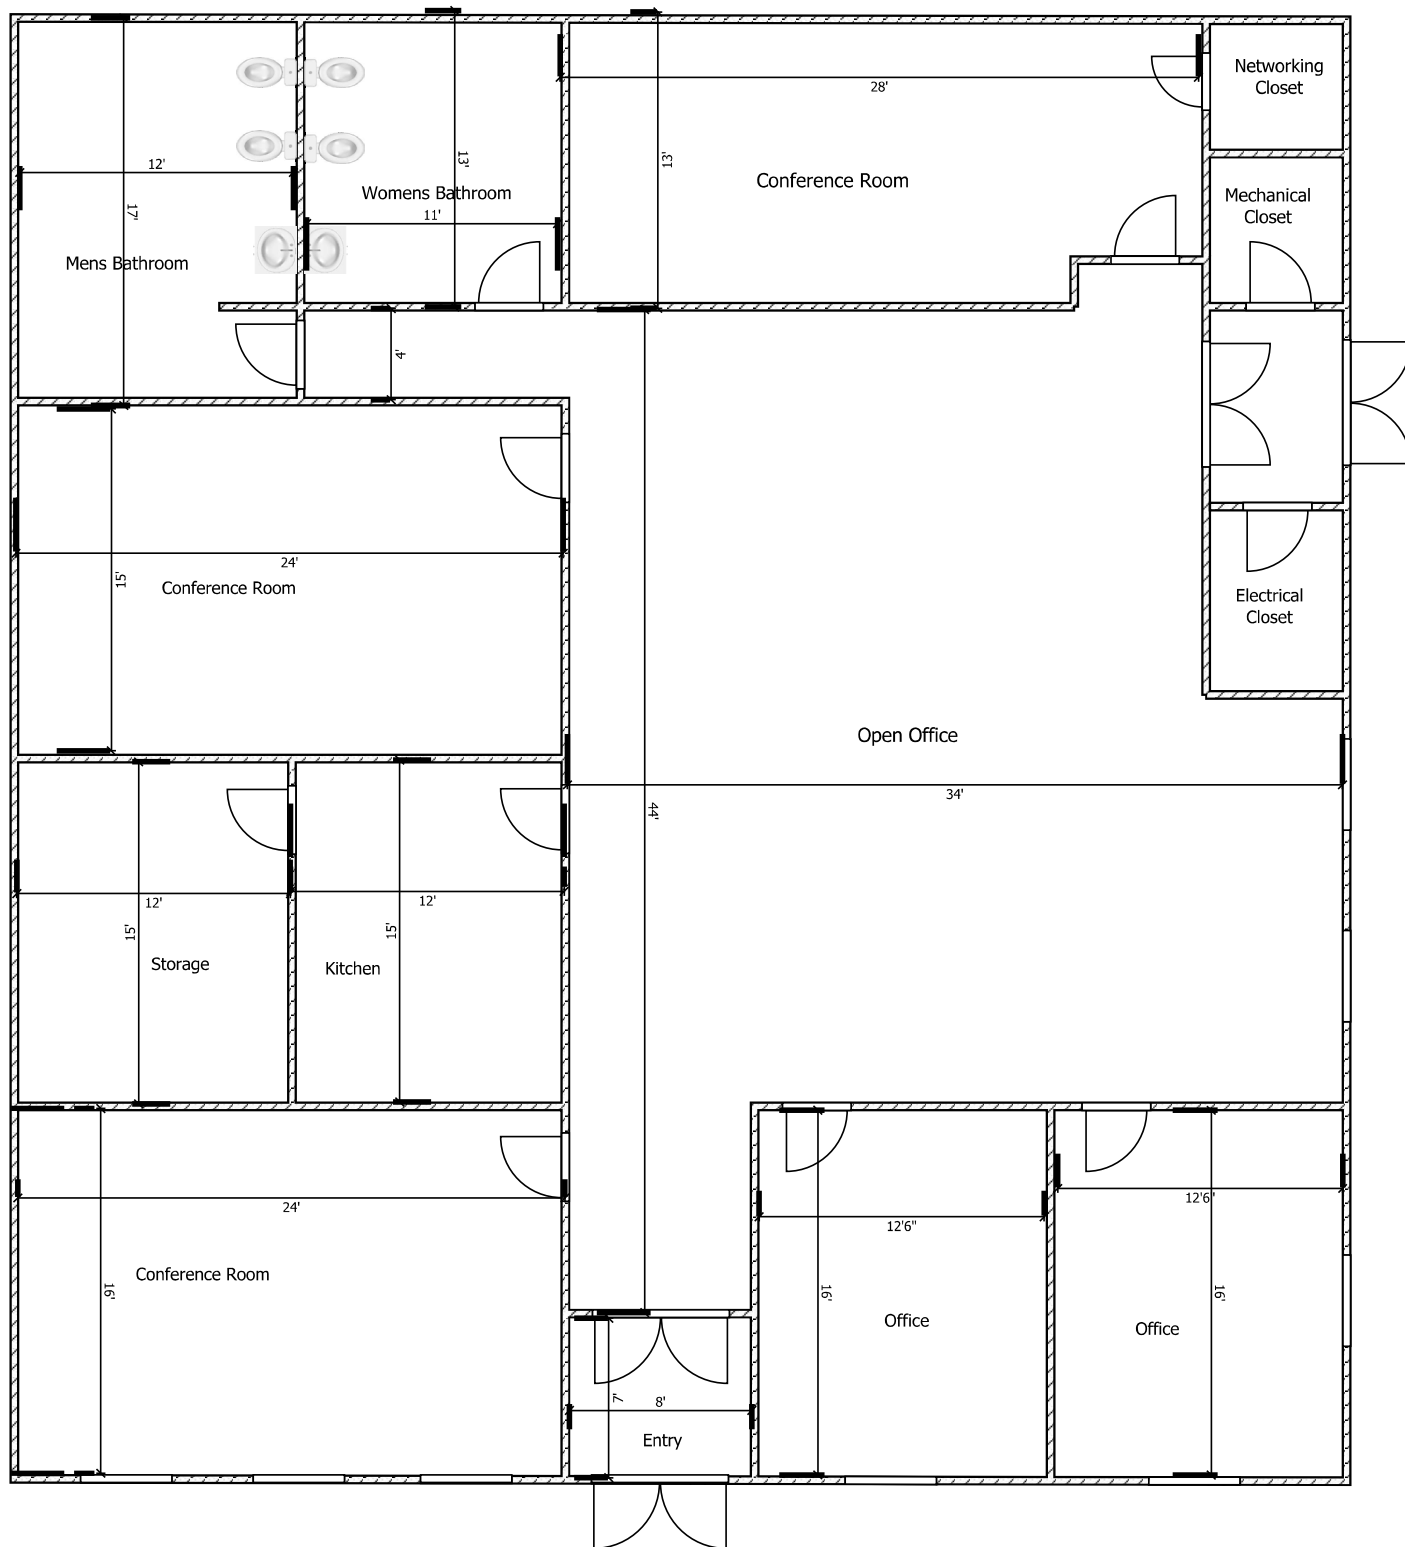 Networking
Closet
28'
13'
13'
12'
Conference Room
Womens Bathroom
Mechanical
Closet
17'
11'
Mens Bathroom
4'
24'
15'
Conference Room
Electrical
Closet
Open Office
34'
44'
12'
12'
15'
15'
Storage
Kitchen
24'
12'6"
12'6"
Conference Room
16'
16'
16'
Office
Office
7'
8'
Entry